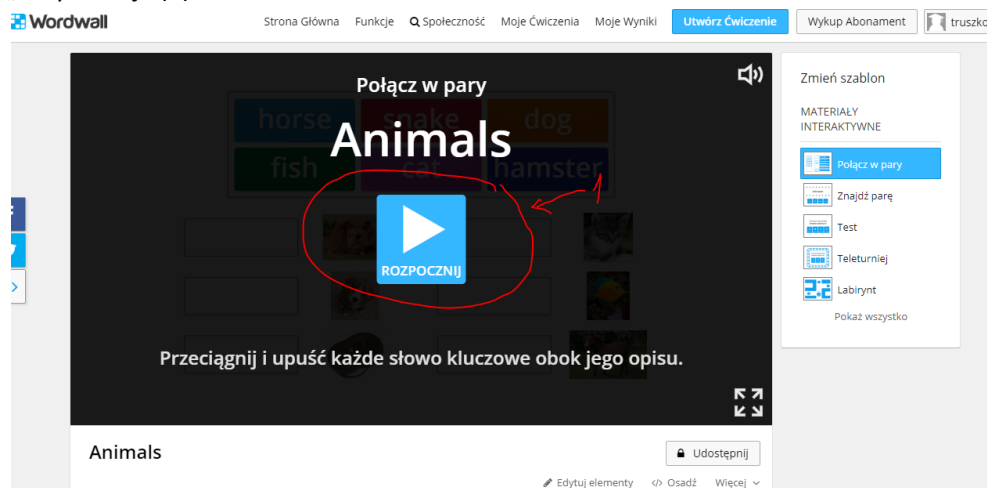 Wordwall
Strona Główna Funkcje Społeczność Moje Ćwiczenia Moje Wyniki Utwórz Ćwiczenie Wykup Abonament truszko
Połącz w pary
horse snake dog
Animals
fish cat hamster
1
ROZPOCZNIJ
Przeciągnij i upuść każde słowo kluczowe obok jego opisu.
Zmień szablon
MATERIAŁY
INTERAKTYWNE
Połącz w pary
Znajdź parę
Test
Teleturniej
Labirynt
Pokaż wszystko
Animals
Udostępnij
Edytuj elementy </> Osadź Więcej